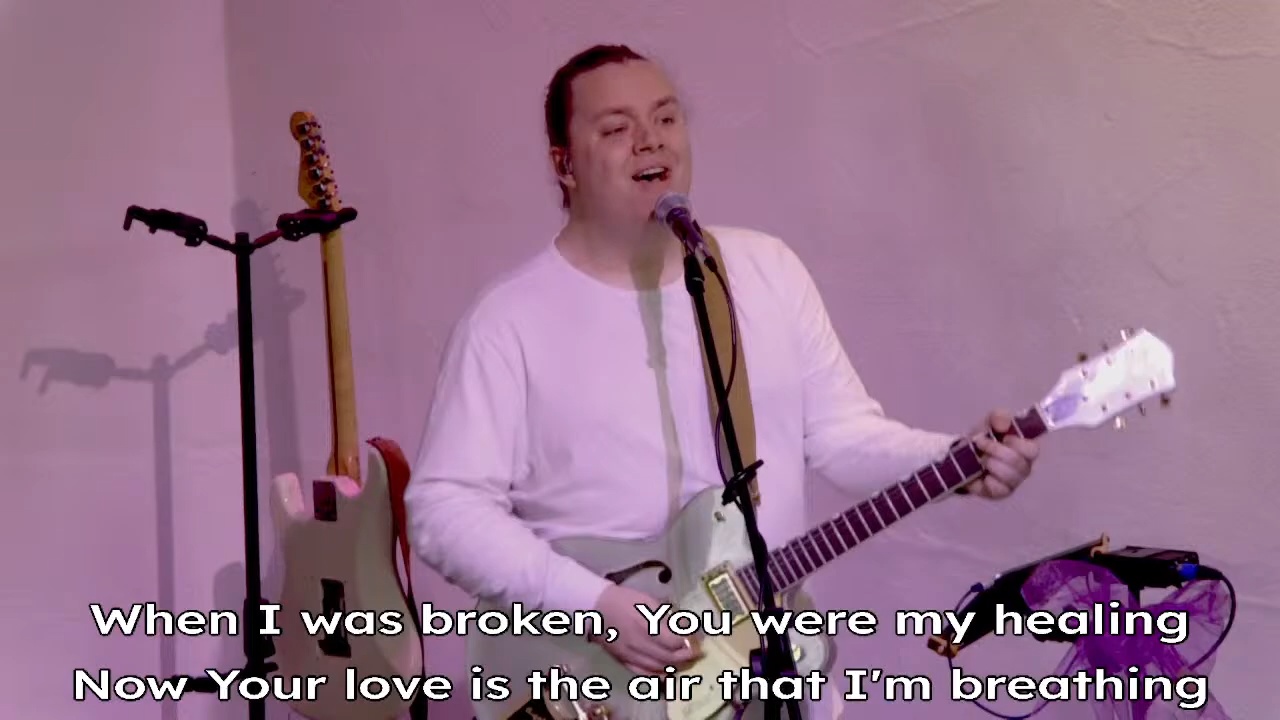 When I was broken, You were my healing
Now Your love is the air that I'm breathing